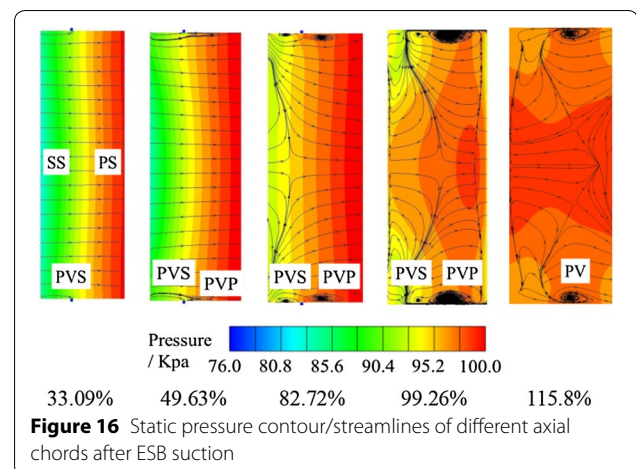 SS PS
PVS
PVS PVP
PVS PVP
PVS PVP
PV
Pressure
/ Kpa 76.0 80.8 85.6 90.4 95.2 100.0
33.09% 49.63% 82.72% 99.26% 115.8%
Figure 16 Static pressure contour/streamlines of different axial
chords after ESB suction